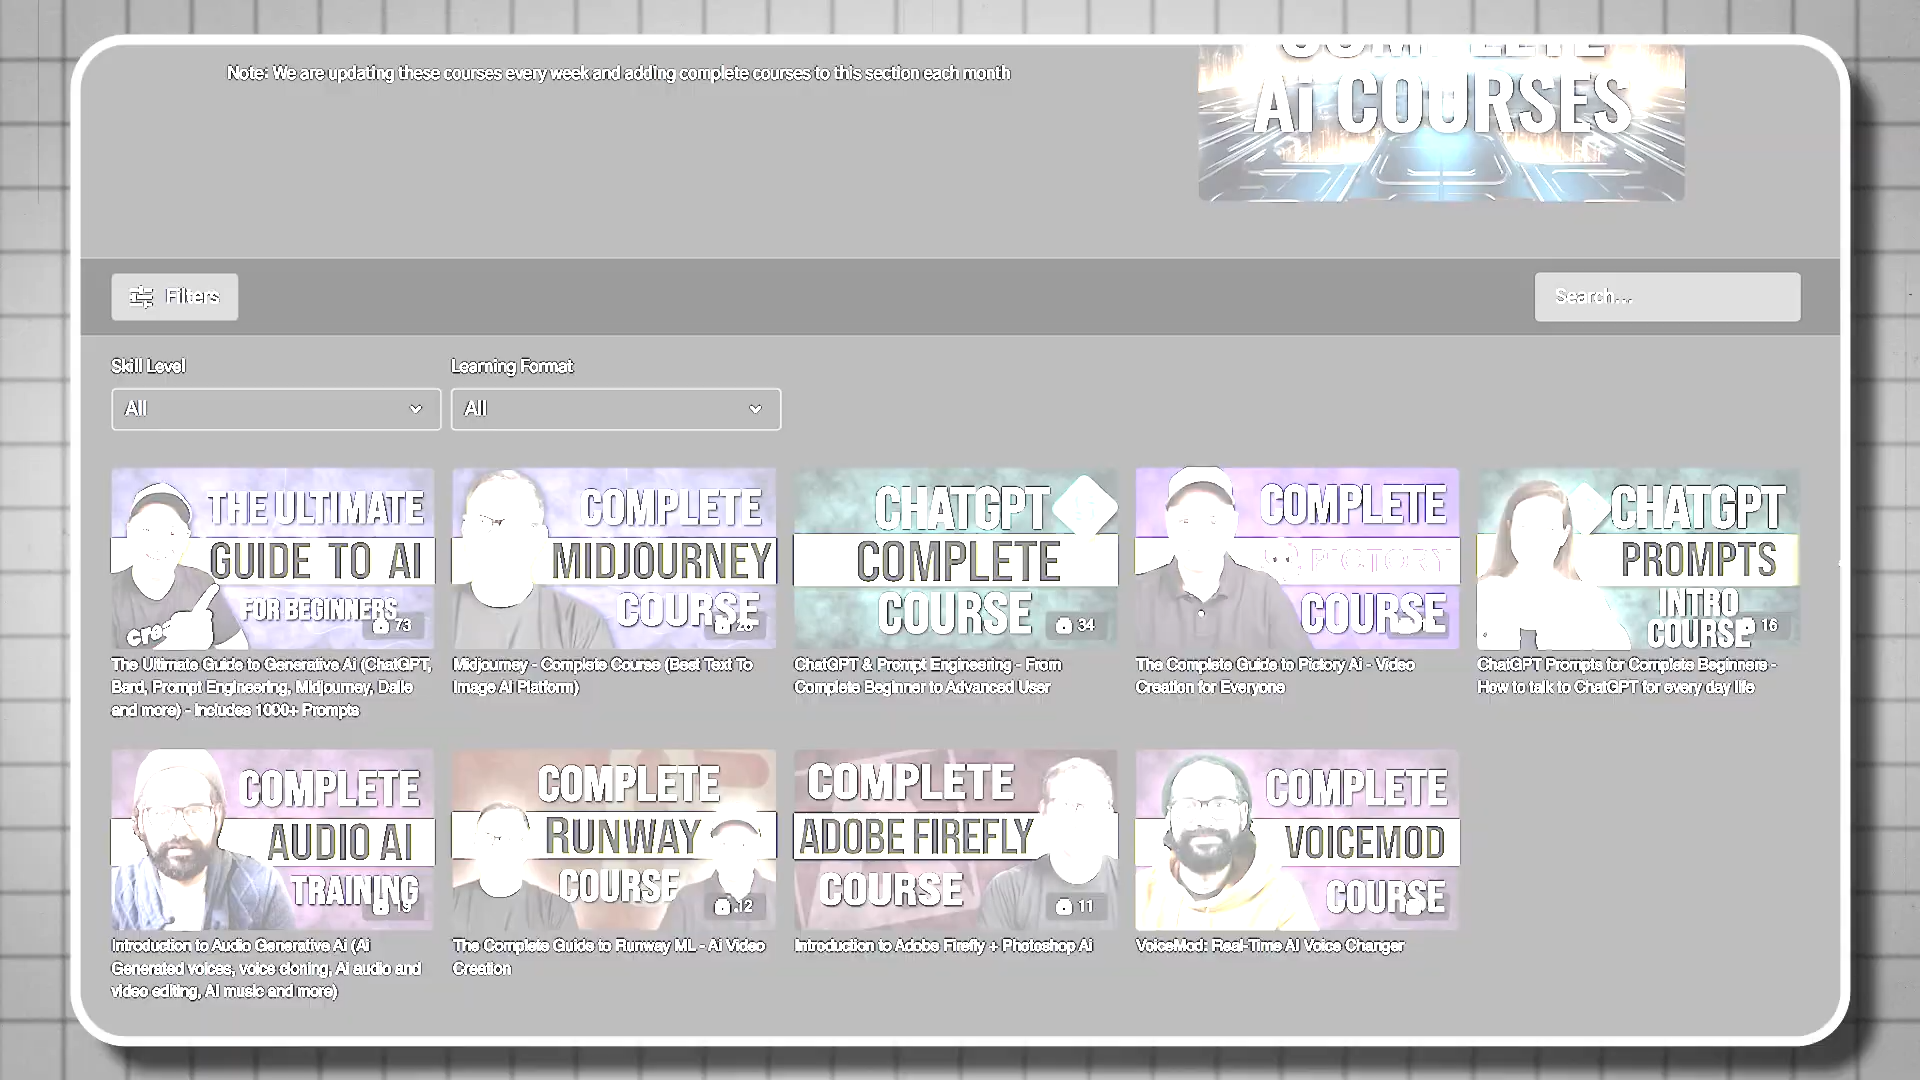 Note: We are updating these courses every week and adding complete courses to this section each month
COMPLETE
Ai COURSES
Filters
Search...
Skill Level
Learning Format
All
All
THE ULTIMATE
GUIDE TO AI
FOR BEGINNERS
73
The Ultimate Guide to Generative Ai (ChatGPT,
Bard, Prompt Engineering, Midjourney, Dalle
and more) - Includes 1000+ Prompts
COMPLETE
MIDJOURNEY
COURSE
Midjourney - Complete Course (Best Text To
Image Ai Platform)
CHATGPT
COMPLETE
COURSE
34
ChatGPT & Prompt Engineering - From
Complete Beginner to Advanced User
COMPLETE
PICTORY
COURSE
The Complete Guide to Pictory Ai - Video
Creation for Everyone
CHATGPT
PROMPTS
INTRO
COURSE
16
ChatGPT Prompts for Complete Beginners -
How to talk to ChatGPT for every day life
COMPLETE
AUDIO AI
TRAINING
19
Introduction to Audio Generative Ai (Ai
Generated voices, voice cloning, Ai audio and
video editing, AI music and more)
COMPLETE
RUNWAY
COURSE
12
The Complete Guide to Runway ML - Ai Video
Creation
COMPLETE
ADOBE FIREFLY
COURSE
11
Introduction to Adobe Firefly + Photoshop Ai
COMPLETE
VOICEMOD
COURSE
VoiceMod: Real-Time AI Voice Changer